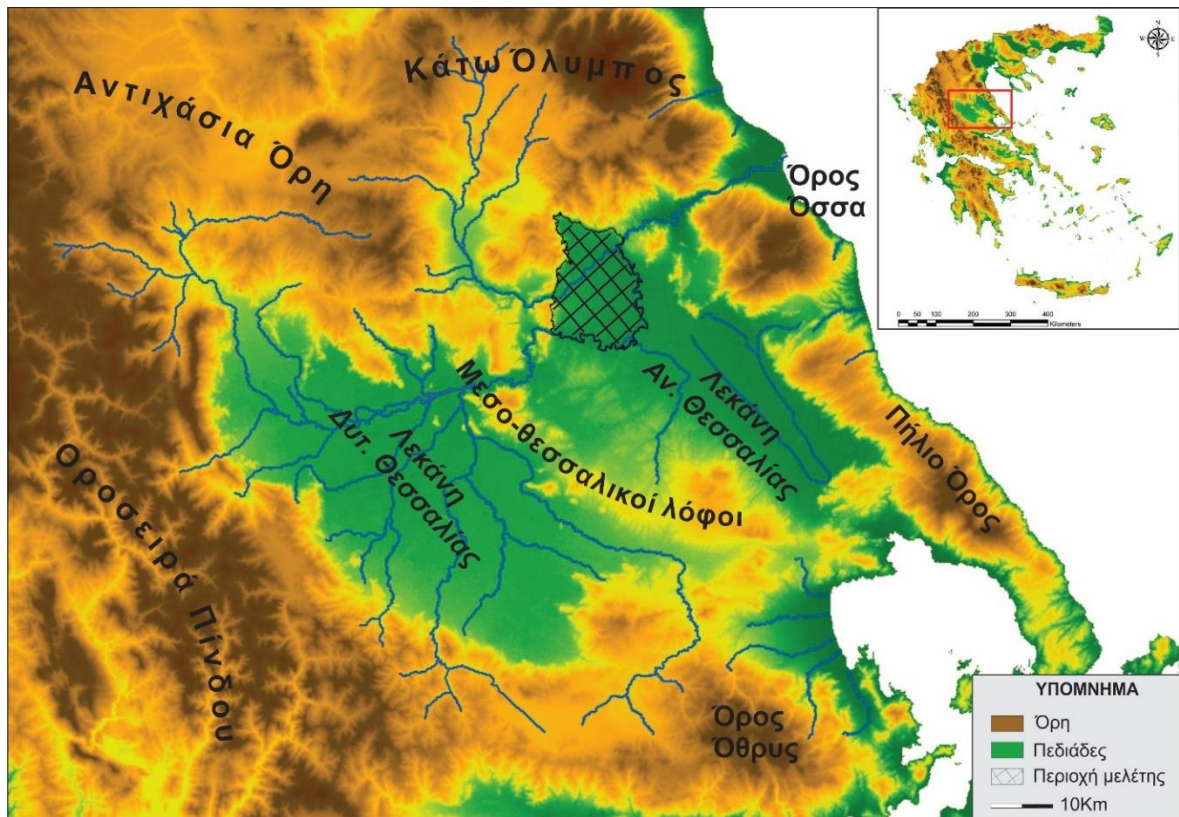 Κάτω Όλυμπος
Αντιχάσια Όρη
Όρος
Όσσα
Μεσο-θεσσαλικοί λόφοι
Λεκάνη
Αν. Θεσσαλίας
Λεκάνη
Δυτ. Θεσσαλίας
Πήλιο Όρος
Οροσειρά Πίνδου
Όρος
Όθρυς
N
W E
S
0 50 100 200 300 400
Kilometers
ΥΠΟΜΝΗΜΑ
Όρη
Πεδιάδες
Περιοχή μελέτης
10Km